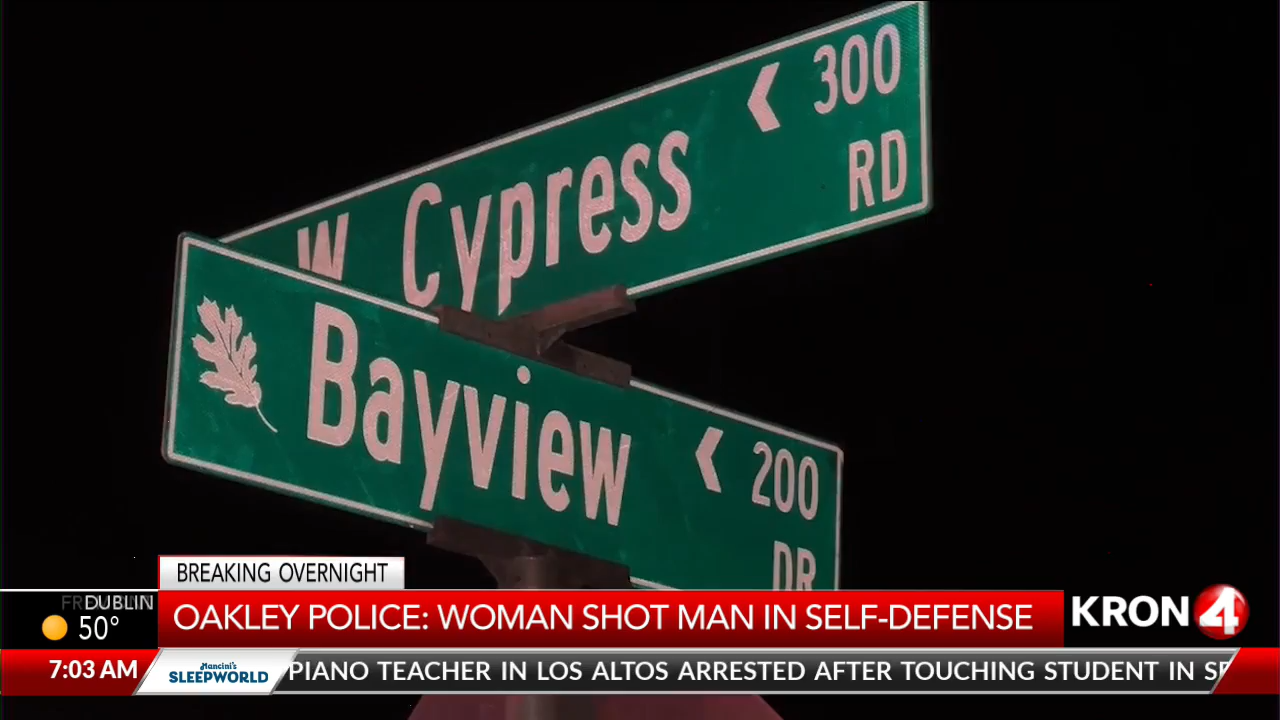 300
W Cypress RD
Bayview
200
DR
BREAKING OVERNIGHT
DUBLIN
50°
OAKLEY POLICE: WOMAN SHOT MAN IN SELF-DEFENSE
KRON 4
7:03 AM
Mancini's
SLEEPWORLD
PIANO TEACHER IN LOS ALTOS ARRESTED AFTER TOUCHING STUDENT IN